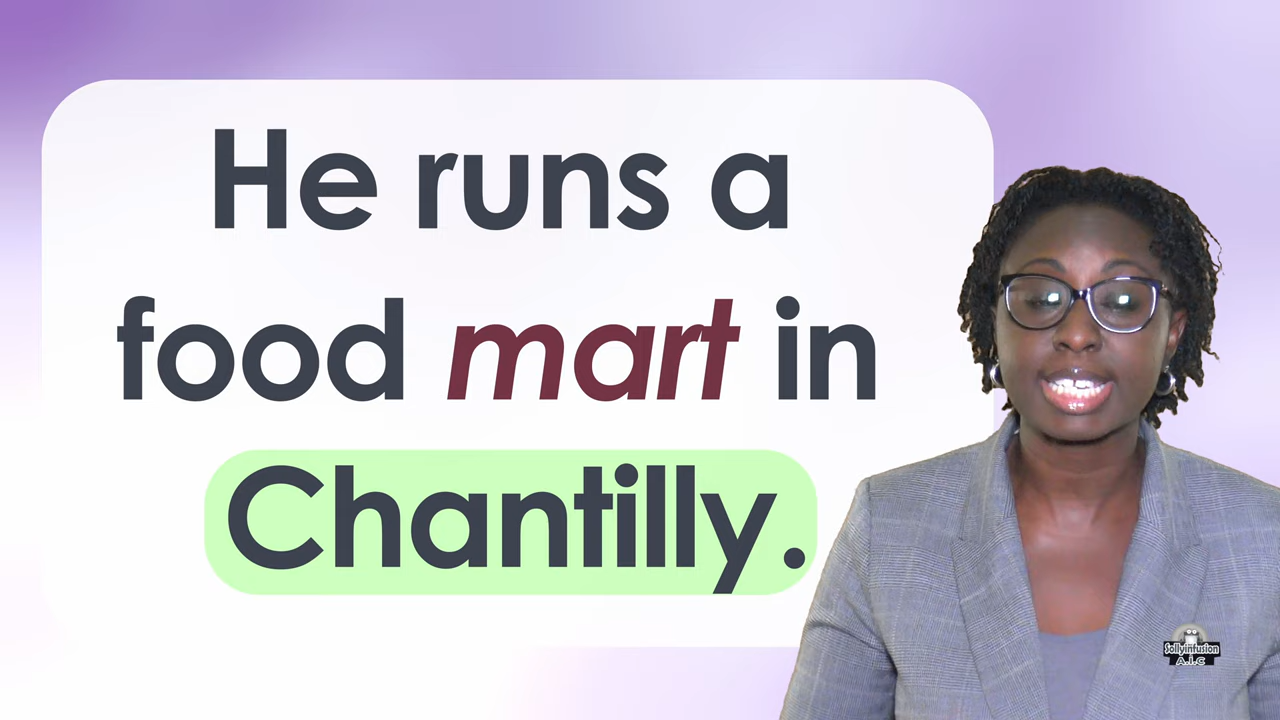 He runs a
food mart in
Chantilly.
Sollyinfusion
A.I.C